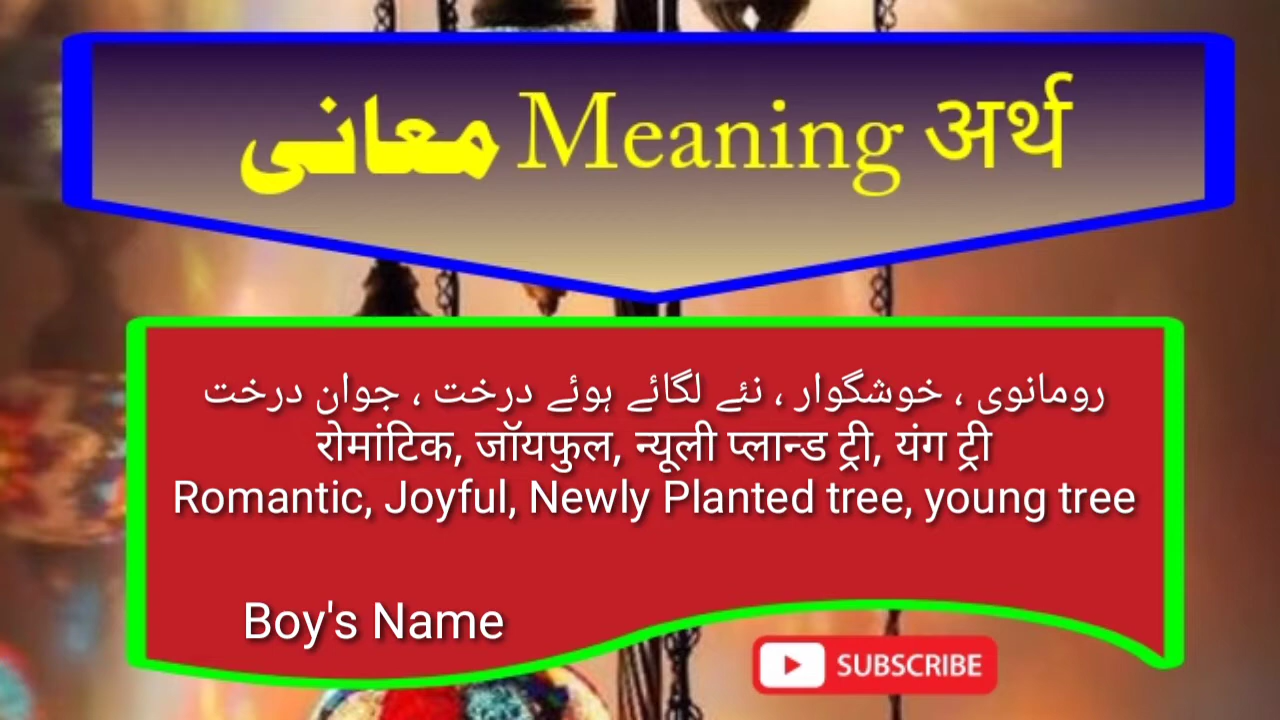 معانی Meaning अर्थ
رومانوی ، خوشگوار ، نئے لگائے ہوئے درخت ، جوان درخت
रोमांटिक, जॉयफुल, न्यूली प्लान्ड ट्री, यंग ट्री
Romantic, Joyful, Newly Planted tree, young tree
Boy's Name
SUBSCRIBE